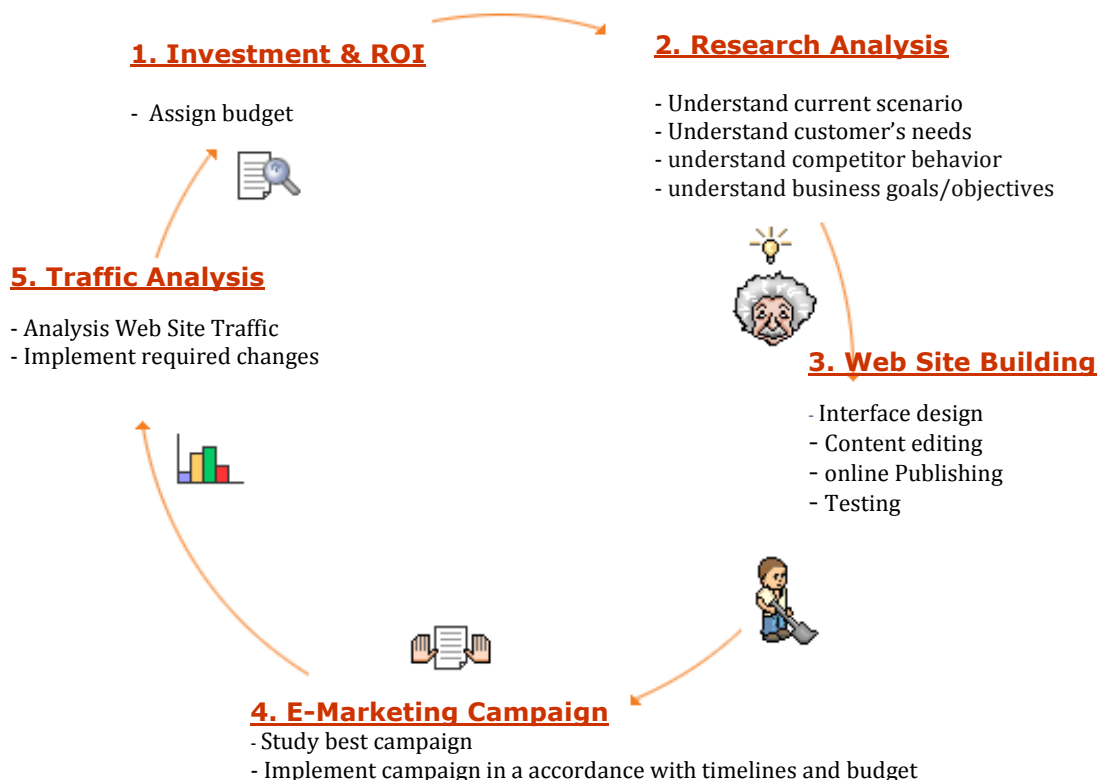 1. Investment & ROI
- Assign budget
2. Research Analysis
- Understand current scenario
- Understand customer’s needs
- understand competitor behavior
- understand business goals/objectives
3. Web Site Building
- Interface design
- Content editing
- online Publishing
- Testing
4. E-Marketing Campaign
- Study best campaign
- Implement campaign in a accordance with timelines and budget
5. Traffic Analysis
- Analysis Web Site Traffic
- Implement required changes